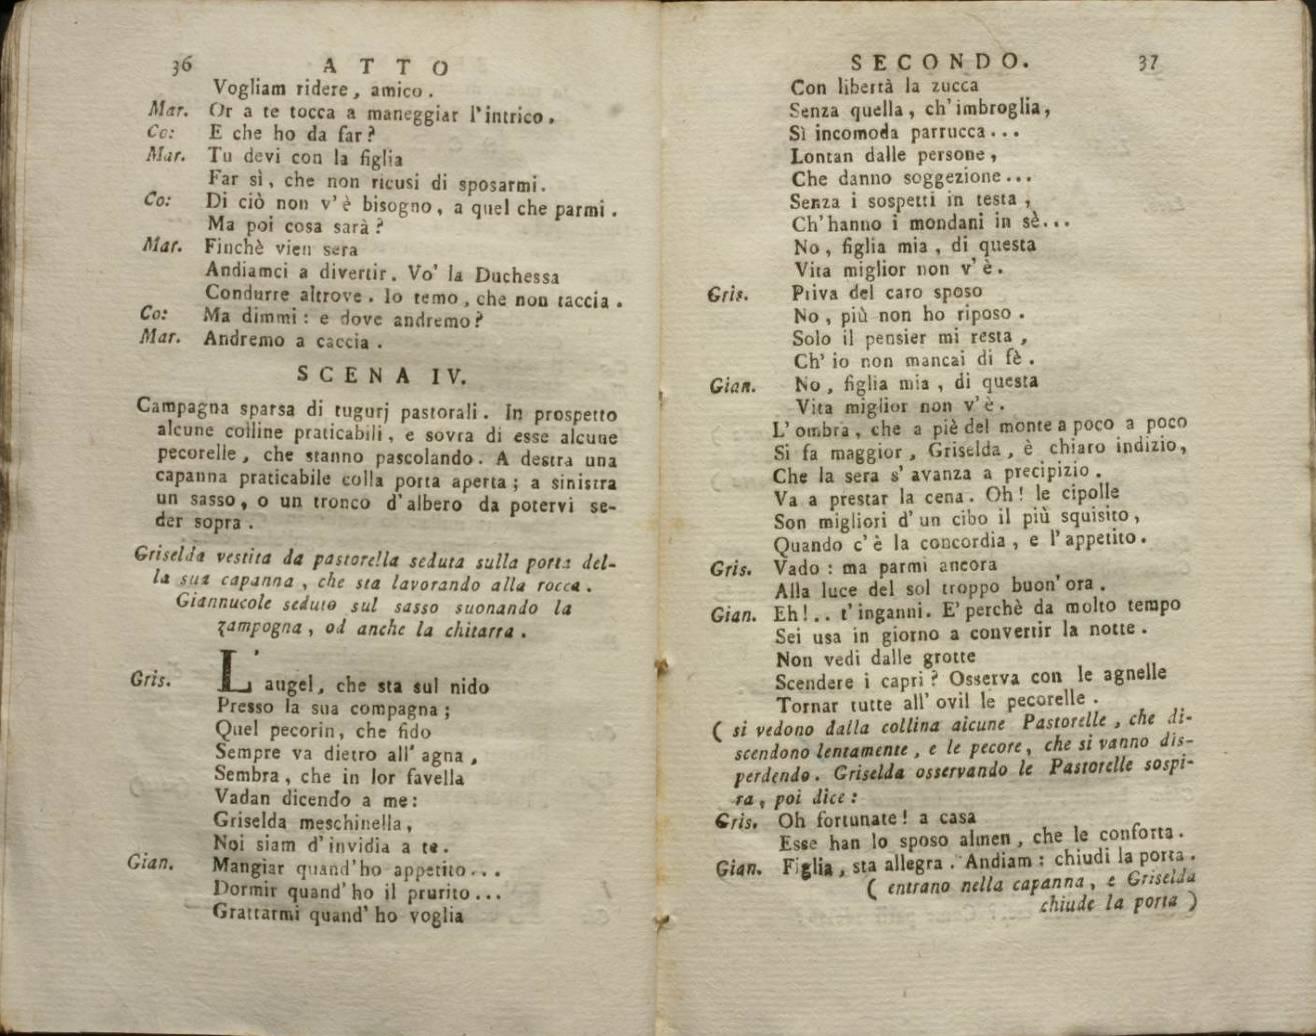 36 ATTO
Vogliam ridere, amico.
Mar. Or a te tocca a maneggiar l'intrico.
Co: E che ho da far?
Mar. Tu devi con la figlia
Far sì, che non ricusi di sposarmi.
Co: Di ciò non v'è bisogno, a quel che parmi.
Ma poi cosa sarà?
Mar. Finchè vien sera
Andiamci a divertir. Vo' la Duchessa
Condurre altrove. Io temo, che non taccia.
Co: Ma dimmi: e dove andremo?
Mar. Andremo a caccia.
SCENA IV.
Campagna sparsa di tugurj pastorali. In prospetto
alcune colline praticabili, e sovra di esse alcune
pecorelle, che stanno pascolando. A destra una
capanna praticabile colla porta aperta; a sinistra
un sasso, o un tronco d'albero da potervi se-
der sopra.
Griselda vestita da pastorella seduta sulla porta del-
la sua capanna, che sta lavorando alla rocca.
Giannucole seduto sul sasso suonando la
zampogna, od anche la chitarra.
Gris. L' augel, che sta sul nido
Presso la sua compagna;
Quel pecorin, che fido
Sempre va dietro all' agna,
Sembra, che in lor favella
Vadan dicendo a me:
Griselda meschinella,
Noi siam d'invidia a te.
Gian. Mangiar quand'ho appetito...
Dormir quand'ho il prurito...
Grattarmi quand'ho voglia
SECONDO. 37
Con libertà la zucca
Senza quella, ch'imbroglia,
Sì incomoda parrucca...
Lontan dalle persone,
Che danno soggezione...
Senza i sospetti in testa,
Ch'hanno i mondani in sè...
No, figlia mia, di questa
Vita miglior non v'è.
Gris. Priva del caro sposo
No, più non ho riposo.
Solo il pensier mi resta,
Ch' io non mancai di fè.
Gian. No, figlia mia, di questa
Vita miglior non v'è.
L'ombra, che a piè del monte a poco a poco
Si fa maggior, Griselda, è chiaro indizio,
Che la sera s'avanza a precipizio.
Va a prestar la cena. Oh! le cipolle
Son migliori d'un cibo il più squisito,
Quando c'è la concordia, e l'appetito.
Gris. Vado: ma parmi ancora
Alla luce del sol troppo buon'ora.
Gian. Eh!.. t'inganni. E' perchè da molto tempo
Sei usa in giorno a convertir la notte.
Non vedi dalle grotte
Scendere i capri? Osserva con le agnelle
Tornar tutte all' ovil le pecorelle.
( si vedono dalla collina alcune Pastorelle, che di-
scendono lentamente, e le pecore, che si vanno dis-
perdendo. Griselda osservando le Pastorelle sospi-
ra, poi dice:
Gris. Oh fortunate! a casa
Esse han lo sposo almen, che le conforta.
Gian. Figlia, sta allegra. Andiam: chiudi la porta.
( entrano nella capanna, e Griselda
chiude la porta )